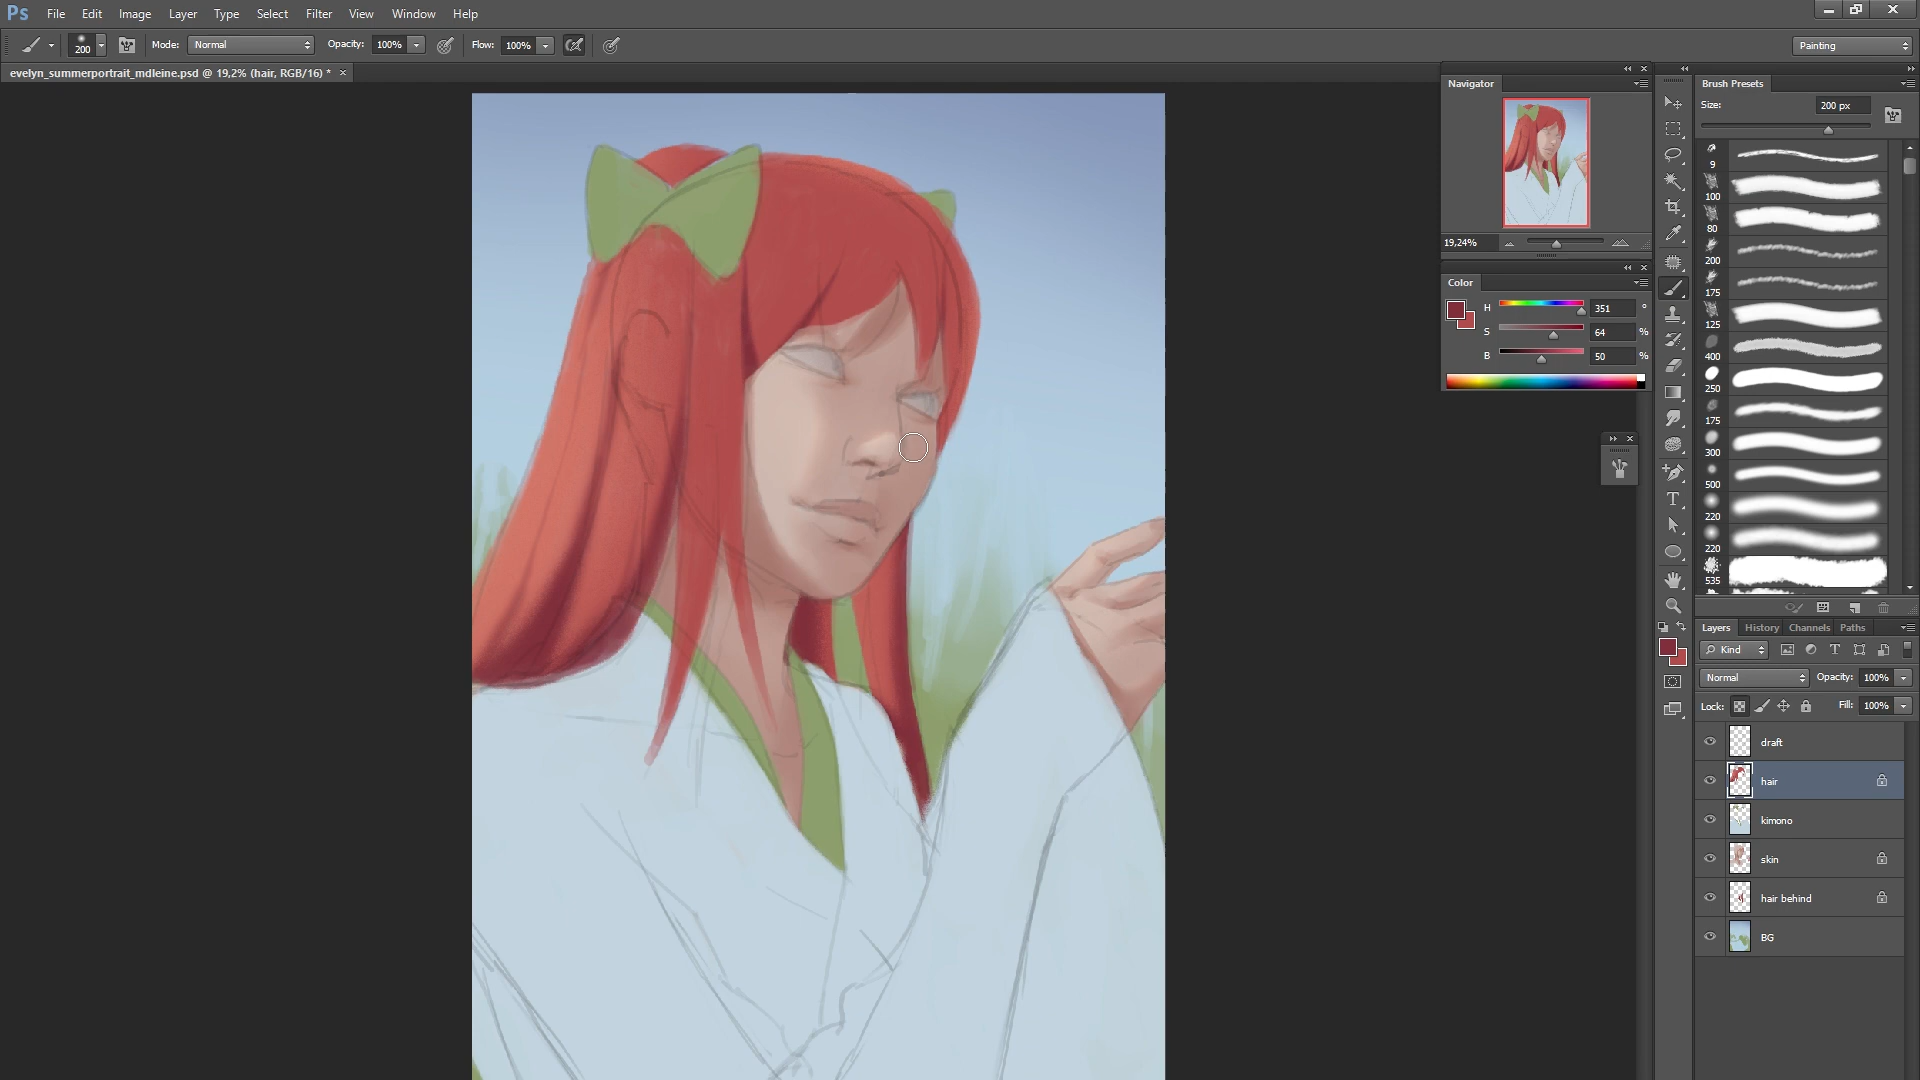 Ps File Edit Image Layer Type Select Filter View Window Help
200 Mode: Normal Opacity: 100% Flow: 100% Painting
evelyn_summerportrait_mdleine.psd @ 19,2% (hair, RGB/16) *
Navigator
19,24%
Color
H 351 °
S 64 %
B 50 %
Brush Presets
Size: 200 px
9
100
80
200
175
125
400
250
175
300
500
220
220
535
Layers History Channels Paths
Kind
Normal Opacity: 100%
Lock: Fill: 100%
draft
hair
kimono
skin
hair behind
BG